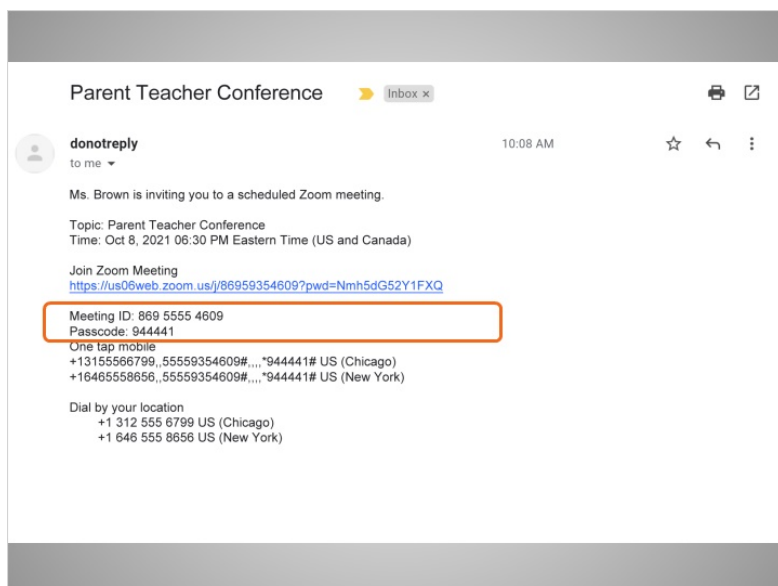 Parent Teacher Conference
Inbox ×
donotreply
10:08 AM
to me
Ms. Brown is inviting you to a scheduled Zoom meeting.
Topic: Parent Teacher Conference
Time: Oct 8, 2021 06:30 PM Eastern Time (US and Canada)
Join Zoom Meeting
https://us06web.zoom.us/j/86959354609?pwd=Nmh5dG52Y1FXQ
Meeting ID: 869 5555 4609
Passcode: 944441
One tap mobile
+13155566799,,55559354609#,,,,*944441# US (Chicago)
+16465558656,,55559354609#,,,,*944441# US (New York)
Dial by your location
+1 312 555 6799 US (Chicago)
+1 646 555 8656 US (New York)